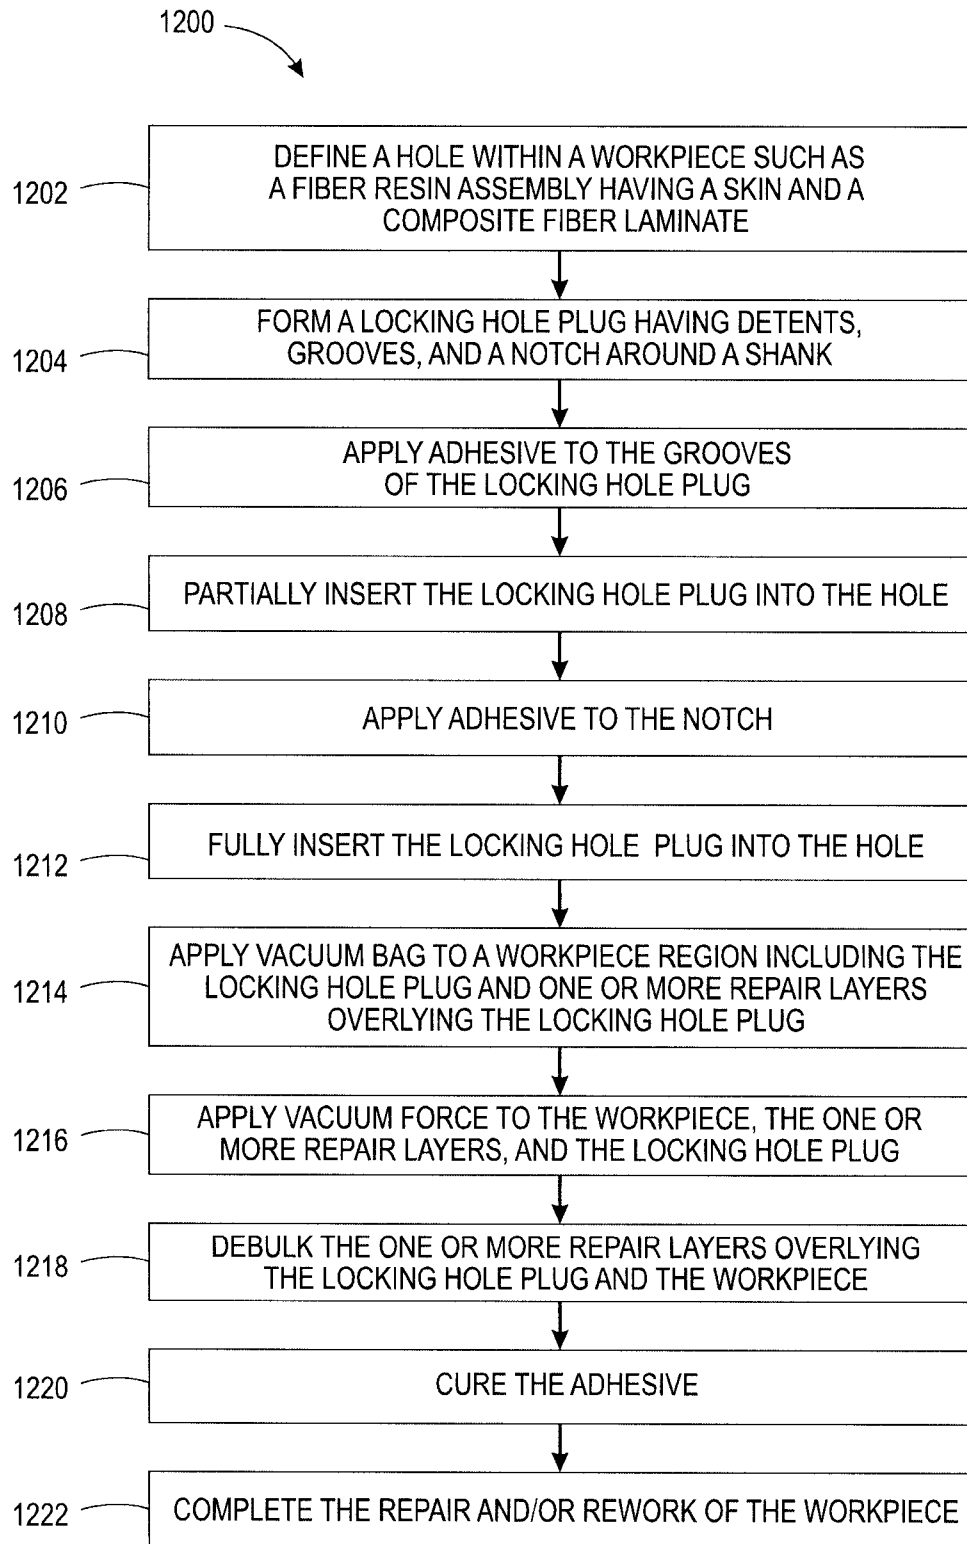 1200
DEFINE A HOLE WITHIN A WORKPIECE SUCH AS
A FIBER RESIN ASSEMBLY HAVING A SKIN AND A
COMPOSITE FIBER LAMINATE
1202
FORM A LOCKING HOLE PLUG HAVING DETENTS,
GROOVES, AND A NOTCH AROUND A SHANK
1204
APPLY ADHESIVE TO THE GROOVES
OF THE LOCKING HOLE PLUG
1206
PARTIALLY INSERT THE LOCKING HOLE PLUG INTO THE HOLE
1208
APPLY ADHESIVE TO THE NOTCH
1210
FULLY INSERT THE LOCKING HOLE PLUG INTO THE HOLE
1212
APPLY VACUUM BAG TO A WORKPIECE REGION INCLUDING THE
LOCKING HOLE PLUG AND ONE OR MORE REPAIR LAYERS
OVERLYING THE LOCKING HOLE PLUG
1214
APPLY VACUUM FORCE TO THE WORKPIECE, THE ONE OR
MORE REPAIR LAYERS, AND THE LOCKING HOLE PLUG
1216
DEBULK THE ONE OR MORE REPAIR LAYERS OVERLYING
THE LOCKING HOLE PLUG AND THE WORKPIECE
1218
CURE THE ADHESIVE
1220
COMPLETE THE REPAIR AND/OR REWORK OF THE WORKPIECE
1222